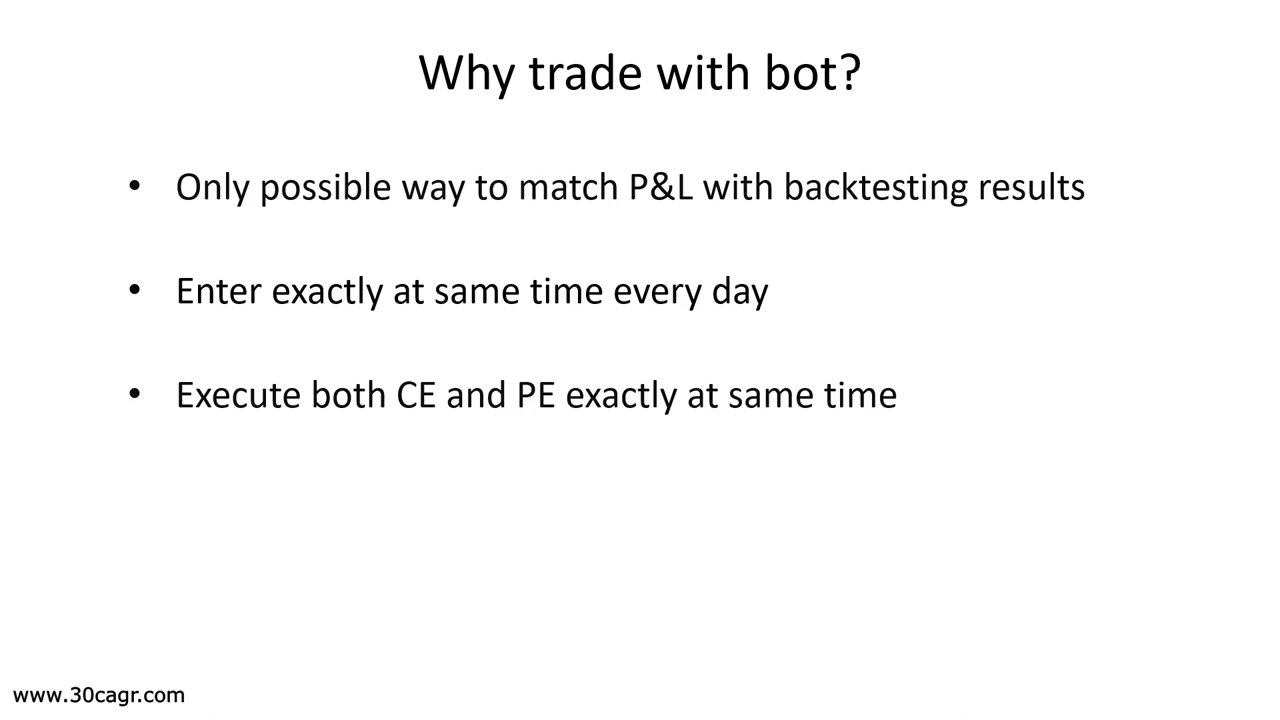 Why trade with bot?
• Only possible way to match P&L with backtesting results
• Enter exactly at same time every day
• Execute both CE and PE exactly at same time
www.30cagr.com